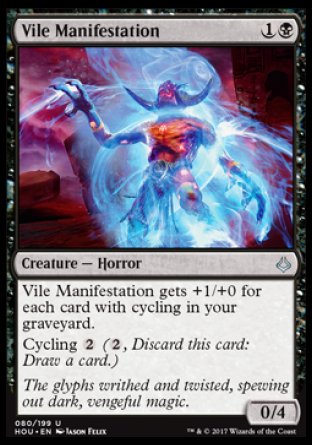 Vile Manifestation 1
Creature — Horror
Vile Manifestation gets +1/+0 for
each card with cycling in your
graveyard.
Cycling 2 (2, Discard this card:
Draw a card.)
The glyphs writhed and twisted, spewing
out dark, vengeful magic.
0/4
080/199 U
HOU • EN Jason Felix
™ & © 2017 Wizards of the Coast